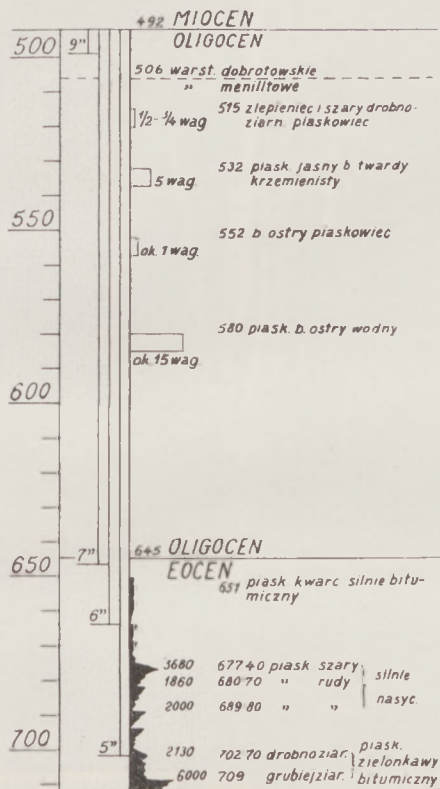 492 MIOCEN
OLIGOCEN
500 9"
506 warst. dobrotowskie
" menilitowe
1/2-3/4 wag
515 zlepieniec i szary drobno-
ziarn. piaskowiec
5 wag.
532 piask. jasny b. twardy
krzemienisty
550
ok. 1 wag.
552 b. ostry piaskowiec
580 piask. b. ostry wodny
ok. 15 wag.
600
645 OLIGOCEN
7"
EOCEN
650
651 piask. kwarc silnie bitu-
miczny
6"
3680 677·40 piask szary
1860 680·70 " rudy
silnie
nasyc.
2000 689·80 " "
700
5"
2130 702·70 drobnoziar.
6000 709 grubiejziar.
piask.
zielonkawy
bitumiczny